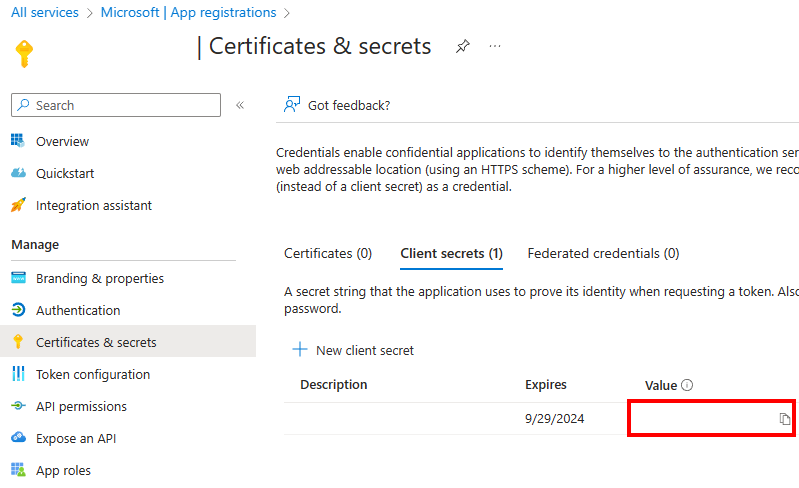 All services > Microsoft | App registrations >
| Certificates & secrets
Search
Got feedback?
Overview
Quickstart
Integration assistant
Manage
Branding & properties
Authentication
Certificates & secrets
Token configuration
API permissions
Expose an API
App roles
Credentials enable confidential applications to identify themselves to the authentication ser
web addressable location (using an HTTPS scheme). For a higher level of assurance, we reco
(instead of a client secret) as a credential.
Certificates (0) Client secrets (1) Federated credentials (0)
A secret string that the application uses to prove its identity when requesting a token. Also
password.
New client secret
Description Expires Value
9/29/2024